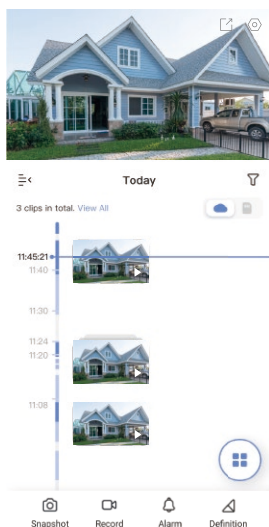 Today
3 clips in total. View All
11:45:21
11:40
11:30
11:24
11:20
11:08
Snapshot Record Alarm Definition